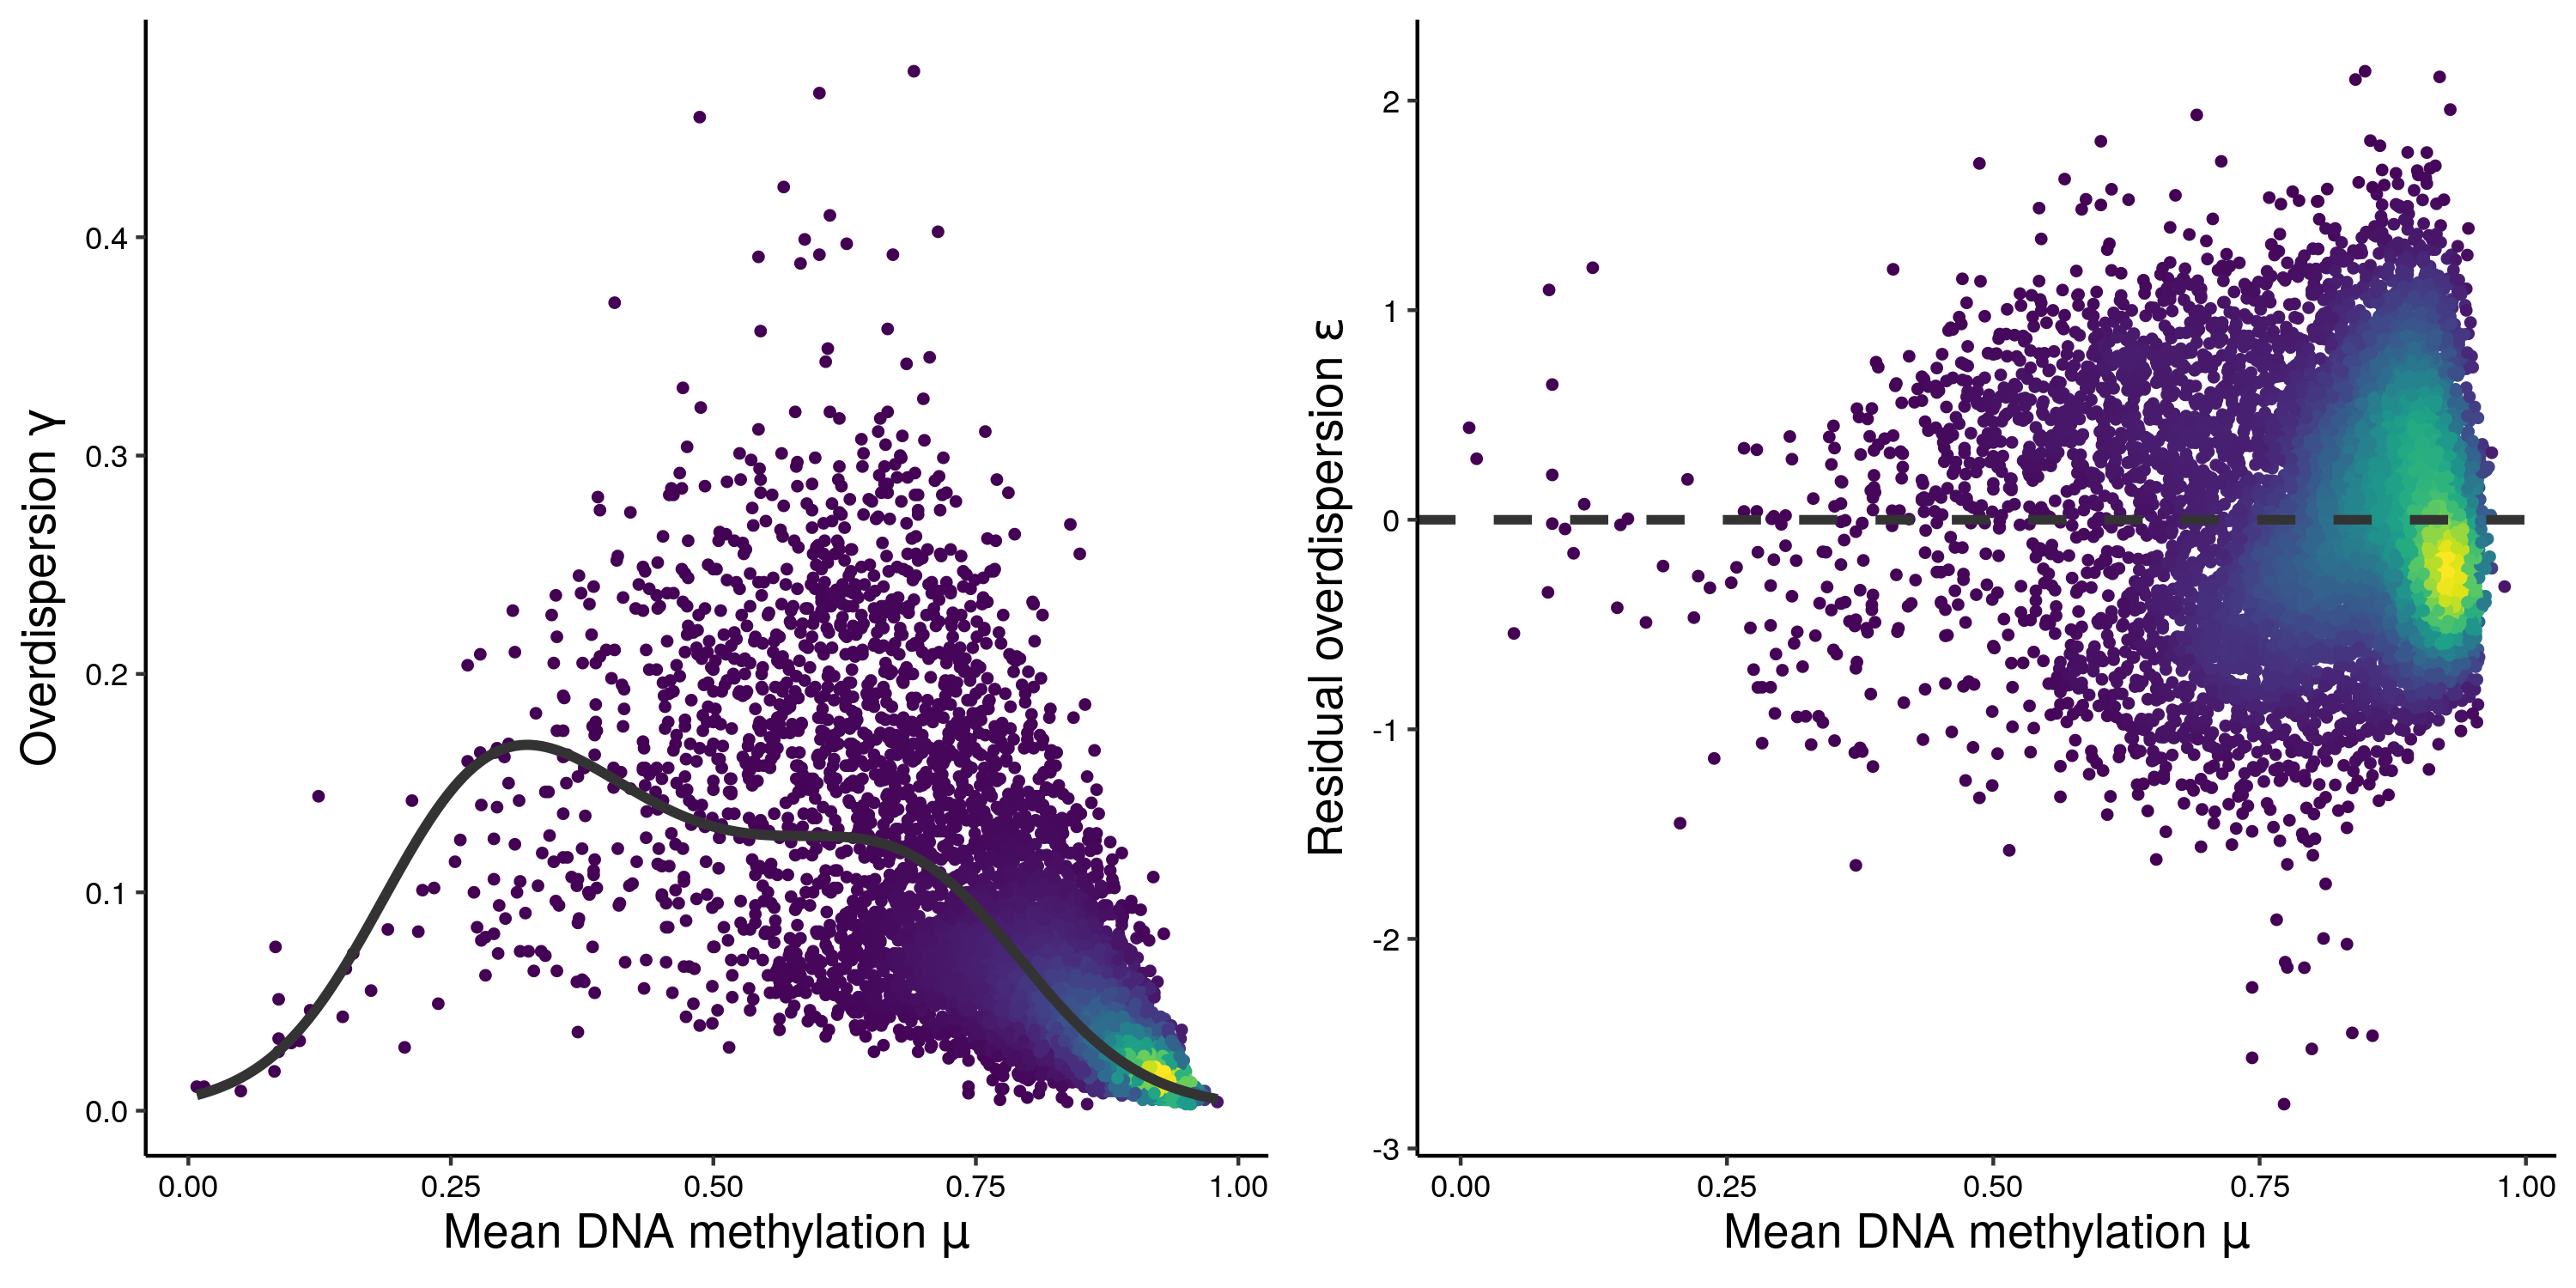 Overdispersion γ
0.4
0.3
0.2
0.1
0.0
0.00 0.25 0.50 0.75 1.00
Mean DNA methylation μ
Residual overdispersion ε
2
1
0
-1
-2
-3
0.00 0.25 0.50 0.75 1.00
Mean DNA methylation μ